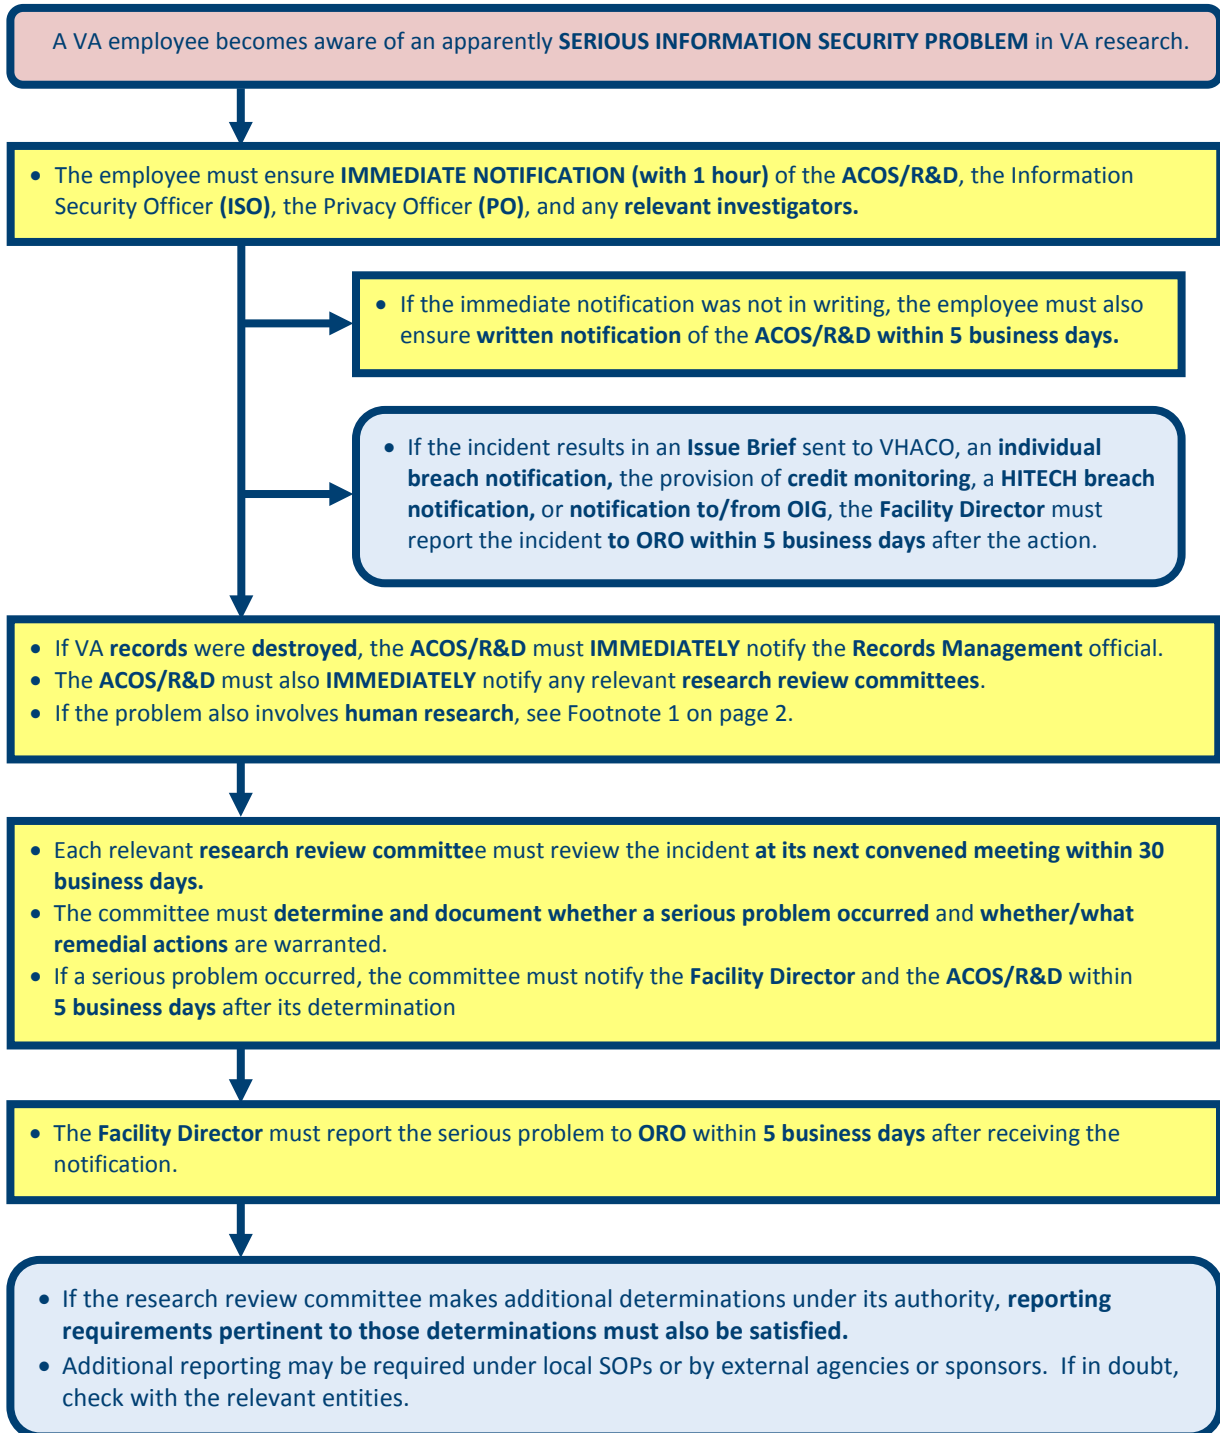 A VA employee becomes aware of an apparently SERIOUS INFORMATION SECURITY PROBLEM in VA research.
• The employee must ensure IMMEDIATE NOTIFICATION (with 1 hour) of the ACOS/R&D, the Information
Security Officer (ISO), the Privacy Officer (PO), and any relevant investigators.
• If the immediate notification was not in writing, the employee must also
ensure written notification of the ACOS/R&D within 5 business days.
• If the incident results in an Issue Brief sent to VHACO, an individual
breach notification, the provision of credit monitoring, a HITECH breach
notification, or notification to/from OIG, the Facility Director must
report the incident to ORO within 5 business days after the action.
• If VA records were destroyed, the ACOS/R&D must IMMEDIATELY notify the Records Management official.
• The ACOS/R&D must also IMMEDIATELY notify any relevant research review committees.
• If the problem also involves human research, see Footnote 1 on page 2.
• Each relevant research review committee must review the incident at its next convened meeting within 30
business days.
• The committee must determine and document whether a serious problem occurred and whether/what
remedial actions are warranted.
• If a serious problem occurred, the committee must notify the Facility Director and the ACOS/R&D within
5 business days after its determination
• The Facility Director must report the serious problem to ORO within 5 business days after receiving the
notification.
• If the research review committee makes additional determinations under its authority, reporting
requirements pertinent to those determinations must also be satisfied.
• Additional reporting may be required under local SOPs or by external agencies or sponsors.  If in doubt,
check with the relevant entities.